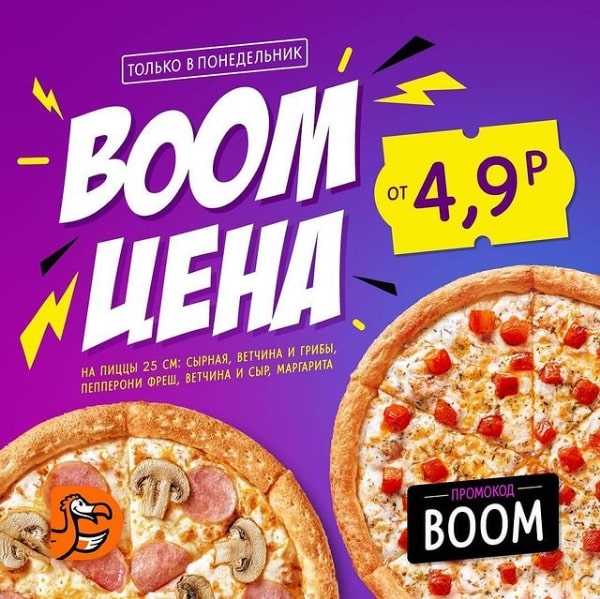 ТОЛЬКО В ПОНЕДЕЛЬНИК
BOOM
ЦЕНА
ОТ 4,9Р
НА ПИЦЦЫ 25 СМ: СЫРНАЯ, ВЕТЧИНА И ГРИБЫ,
ПЕППЕРОНИ ФРЕШ, ВЕТЧИНА И СЫР, МАРГАРИТА
ПРОМОКОД
BOOM